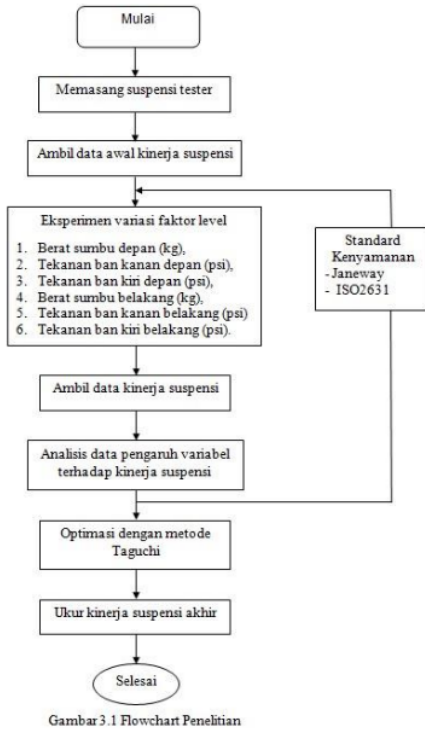 Mulai
Memasang suspensi tester
Ambil data awal kinerja suspensi
Eksperimen variasi faktor level
1. Berat sumbu depan (kg),
2. Tekanan ban kanan depan (psi),
3. Tekanan ban kiri depan (psi),
4. Berat sumbu belakang (kg),
5. Tekanan ban kanan belakang (psi)
6. Tekanan ban kiri belakang (psi).
Standard
Kenyamanan
- Janeway
- ISO2631
Ambil data kinerja suspensi
Analisis data pengaruh variabel
terhadap kinerja suspensi
Optimasi dengan metode
Taguchi
Ukur kinerja suspensi akhir
Selesai
Gambar 3.1 Flowchart Penelitian